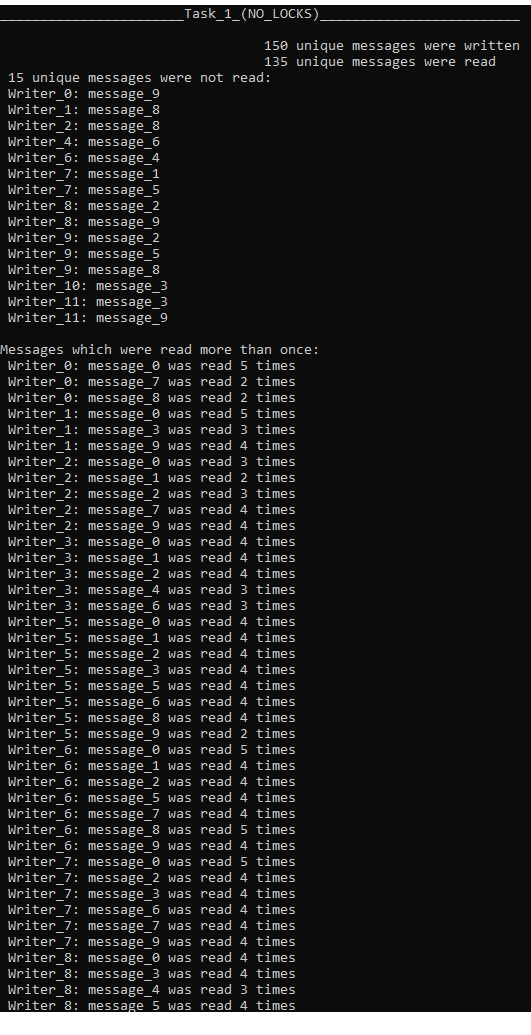 _______________________Task_1_(NO_LOCKS)_________________________
150 unique messages were written
135 unique messages were read
15 unique messages were not read:
Writer_0: message_9
Writer_1: message_8
Writer_2: message_8
Writer_4: message_6
Writer_6: message_4
Writer_7: message_1
Writer_7: message_5
Writer_8: message_2
Writer_8: message_9
Writer_9: message_2
Writer_9: message_5
Writer_9: message_8
Writer_10: message_3
Writer_11: message_3
Writer_11: message_9
Messages which were read more than once:
Writer_0: message_0 was read 5 times
Writer_0: message_7 was read 2 times
Writer_0: message_8 was read 2 times
Writer_1: message_0 was read 5 times
Writer_1: message_3 was read 3 times
Writer_1: message_9 was read 4 times
Writer_2: message_0 was read 3 times
Writer_2: message_1 was read 2 times
Writer_2: message_2 was read 3 times
Writer_2: message_7 was read 4 times
Writer_2: message_9 was read 4 times
Writer_3: message_0 was read 4 times
Writer_3: message_1 was read 4 times
Writer_3: message_2 was read 4 times
Writer_3: message_4 was read 3 times
Writer_3: message_6 was read 3 times
Writer_5: message_0 was read 4 times
Writer_5: message_1 was read 4 times
Writer_5: message_2 was read 4 times
Writer_5: message_3 was read 4 times
Writer_5: message_5 was read 4 times
Writer_5: message_6 was read 4 times
Writer_5: message_8 was read 4 times
Writer_5: message_9 was read 2 times
Writer_6: message_0 was read 5 times
Writer_6: message_1 was read 4 times
Writer_6: message_2 was read 4 times
Writer_6: message_5 was read 4 times
Writer_6: message_7 was read 4 times
Writer_6: message_8 was read 5 times
Writer_6: message_9 was read 4 times
Writer_7: message_0 was read 5 times
Writer_7: message_2 was read 4 times
Writer_7: message_3 was read 4 times
Writer_7: message_6 was read 4 times
Writer_7: message_7 was read 4 times
Writer_7: message_9 was read 4 times
Writer_8: message_0 was read 4 times
Writer_8: message_3 was read 4 times
Writer_8: message_4 was read 3 times
Writer_8: message_5 was read 4 times